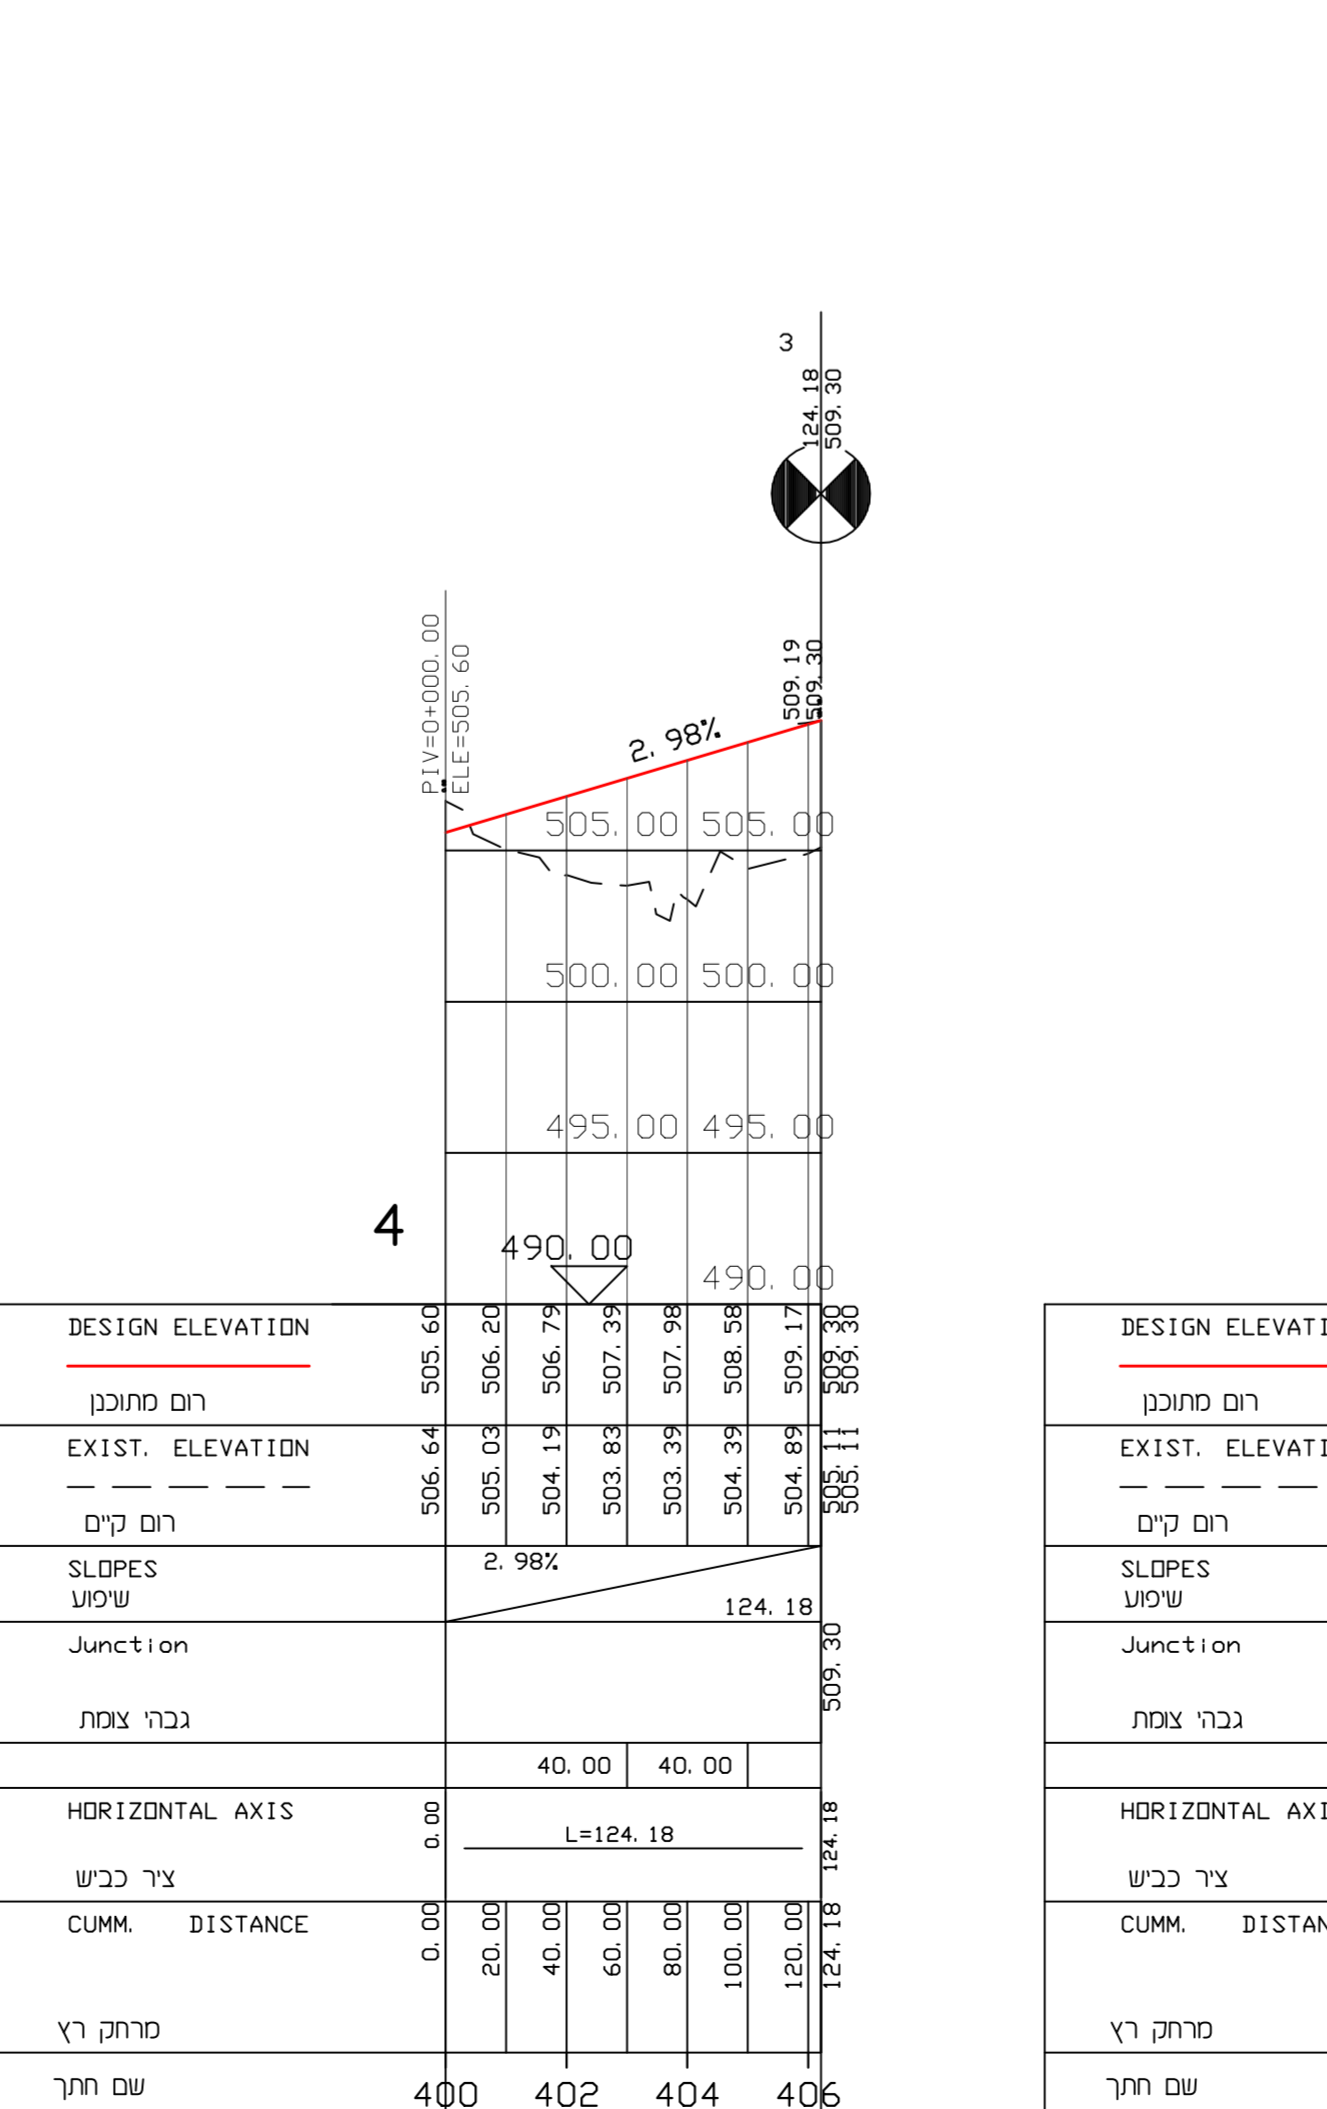 3
124.18
509.30
PIV=0+000.00
ELE=505.60
509.19
509.30
2.98%
505.00 505.00
500.00 500.00
495.00 495.00
4
490.00
490.00
DESIGN ELEVATION
רום מתוכנן
505.60 506.20 506.79 507.39 507.98 508.58 509.17 509.30 509.30
EXIST. ELEVATION
רום קיים
506.64 505.03 504.19 503.83 503.39 504.39 504.89 505.11 505.11
SLOPES
שיפוע
2.98%
124.18
Junction
גבהי צומת
509.30
40.00 40.00
HORIZONTAL AXIS
ציר כביש
0.00
L=124.18
124.18
CUMM. DISTANCE
מרחק רץ
0.00 20.00 40.00 60.00 80.00 100.00 120.00 124.18
שם חתך
400 402 404 406
DESIGN ELEVATI
רום מתוכנן
EXIST. ELEVATI
רום קיים
SLOPES
שיפוע
Junction
גבהי צומת
HORIZONTAL AXI
ציר כביש
CUMM. DISTAN
מרחק רץ
שם חתך